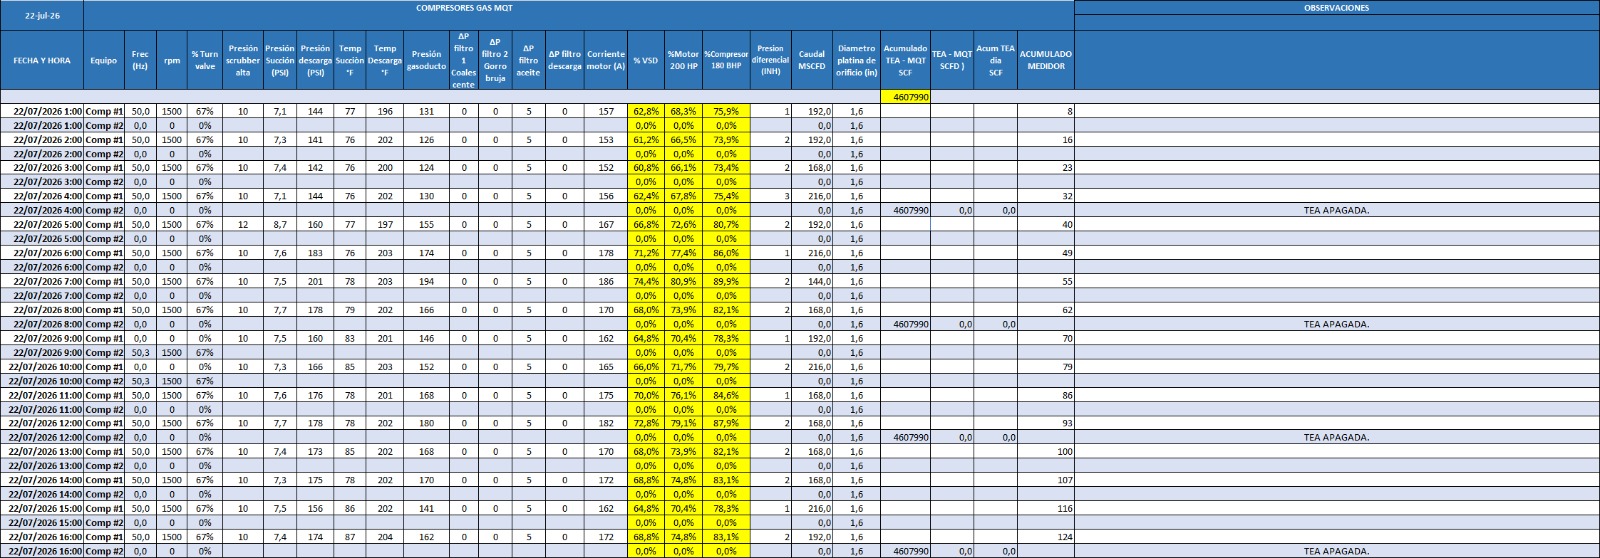 22-jul-26 COMPRESORES GAS MQT OBSERVACIONES
FECHA Y HORA Equipo Frec (Hz) rpm % Turn valve Presión scrubber alta Presión Succión (PSI) Presión descarga (PSI) Temp Succión °F Temp Descarga °F Presión gasoducto ΔP filtro 1 Coales cente ΔP filtro 2 Gorro bruja ΔP filtro aceite ΔP filtro descarga Corriente motor (A) % VSD %Motor 200 HP %Compresor 180 BHP Presion diferencial (INH) Caudal MSCFD Diametro platina de orificio (in) Acumulado TEA - MQT SCF TEA - MQT SCFD ) Acum TEA dia SCF ACUMULADO MEDIDOR
4607990
22/07/2026 1:00 Comp #1 50,0 1500 67% 10 7,1 144 77 196 131 0 0 5 0 157 62,8% 68,3% 75,9% 1 192,0 1,6 8
22/07/2026 1:00 Comp #2 0,0 0 0% 0,0% 0,0% 0,0% 0,0 1,6
22/07/2026 2:00 Comp #1 50,0 1500 67% 10 7,3 141 76 202 126 0 0 5 0 153 61,2% 66,5% 73,9% 2 192,0 1,6 16
22/07/2026 2:00 Comp #2 0,0 0 0% 0,0% 0,0% 0,0% 0,0 1,6
22/07/2026 3:00 Comp #1 50,0 1500 67% 10 7,4 142 76 200 124 0 0 5 0 152 60,8% 66,1% 73,4% 2 168,0 1,6 23
22/07/2026 3:00 Comp #2 0,0 0 0% 0,0% 0,0% 0,0% 0,0 1,6
22/07/2026 4:00 Comp #1 50,0 1500 67% 10 7,1 144 76 202 130 0 0 5 0 156 62,4% 67,8% 75,4% 3 216,0 1,6 32
22/07/2026 4:00 Comp #2 0,0 0 0% 0,0% 0,0% 0,0% 0,0 1,6 4607990 0,0 0,0 TEA APAGADA.
22/07/2026 5:00 Comp #1 50,0 1500 67% 12 8,7 160 77 197 155 0 0 5 0 167 66,8% 72,6% 80,7% 2 192,0 1,6 40
22/07/2026 5:00 Comp #2 0,0 0 0% 0,0% 0,0% 0,0% 0,0 1,6
22/07/2026 6:00 Comp #1 50,0 1500 67% 10 7,6 183 76 203 174 0 0 5 0 178 71,2% 77,4% 86,0% 1 216,0 1,6 49
22/07/2026 6:00 Comp #2 0,0 0 0% 0,0% 0,0% 0,0% 0,0 1,6
22/07/2026 7:00 Comp #1 50,0 1500 67% 10 7,5 201 78 203 194 0 0 5 0 186 74,4% 80,9% 89,9% 2 144,0 1,6 55
22/07/2026 7:00 Comp #2 0,0 0 0% 0,0% 0,0% 0,0% 0,0 1,6
22/07/2026 8:00 Comp #1 50,0 1500 67% 10 7,7 178 79 202 166 0 0 5 0 170 68,0% 73,9% 82,1% 2 168,0 1,6 62
22/07/2026 8:00 Comp #2 0,0 0 0% 0,0% 0,0% 0,0% 0,0 1,6 4607990 0,0 0,0 TEA APAGADA.
22/07/2026 9:00 Comp #1 0,0 0 0% 10 7,5 160 83 201 146 0 0 5 0 162 64,8% 70,4% 78,3% 1 192,0 1,6 70
22/07/2026 9:00 Comp #2 50,3 1500 67% 0,0% 0,0% 0,0% 0,0 1,6
22/07/2026 10:00 Comp #1 0,0 0 0% 10 7,3 166 85 203 152 0 0 5 0 165 66,0% 71,7% 79,7% 2 216,0 1,6 79
22/07/2026 10:00 Comp #2 50,3 1500 67% 0,0% 0,0% 0,0% 0,0 1,6
22/07/2026 11:00 Comp #1 50,0 1500 67% 10 7,6 176 78 201 168 0 0 5 0 175 70,0% 76,1% 84,6% 1 168,0 1,6 86
22/07/2026 11:00 Comp #2 0,0 0 0% 0,0% 0,0% 0,0% 0,0 1,6
22/07/2026 12:00 Comp #1 50,0 1500 67% 10 7,7 178 78 202 180 0 0 5 0 182 72,8% 79,1% 87,9% 2 168,0 1,6 93
22/07/2026 12:00 Comp #2 0,0 0 0% 0,0% 0,0% 0,0% 0,0 1,6 4607990 0,0 0,0 TEA APAGADA.
22/07/2026 13:00 Comp #1 50,0 1500 67% 10 7,4 173 85 202 168 0 0 5 0 170 68,0% 73,9% 82,1% 2 168,0 1,6 100
22/07/2026 13:00 Comp #2 0,0 0 0% 0,0% 0,0% 0,0% 0,0 1,6
22/07/2026 14:00 Comp #1 50,0 1500 67% 10 7,3 175 78 202 170 0 0 5 0 172 68,8% 74,8% 83,1% 2 168,0 1,6 107
22/07/2026 14:00 Comp #2 0,0 0 0% 0,0% 0,0% 0,0% 0,0 1,6
22/07/2026 15:00 Comp #1 50,0 1500 67% 10 7,5 156 86 202 141 0 0 5 0 162 64,8% 70,4% 78,3% 1 216,0 1,6 116
22/07/2026 15:00 Comp #2 0,0 0 0% 0,0% 0,0% 0,0% 0,0 1,6
22/07/2026 16:00 Comp #1 50,0 1500 67% 10 7,4 174 87 204 162 0 0 5 0 172 68,8% 74,8% 83,1% 2 192,0 1,6 124
22/07/2026 16:00 Comp #2 0,0 0 0% 0,0% 0,0% 0,0% 0,0 1,6 4607990 0,0 0,0 TEA APAGADA.